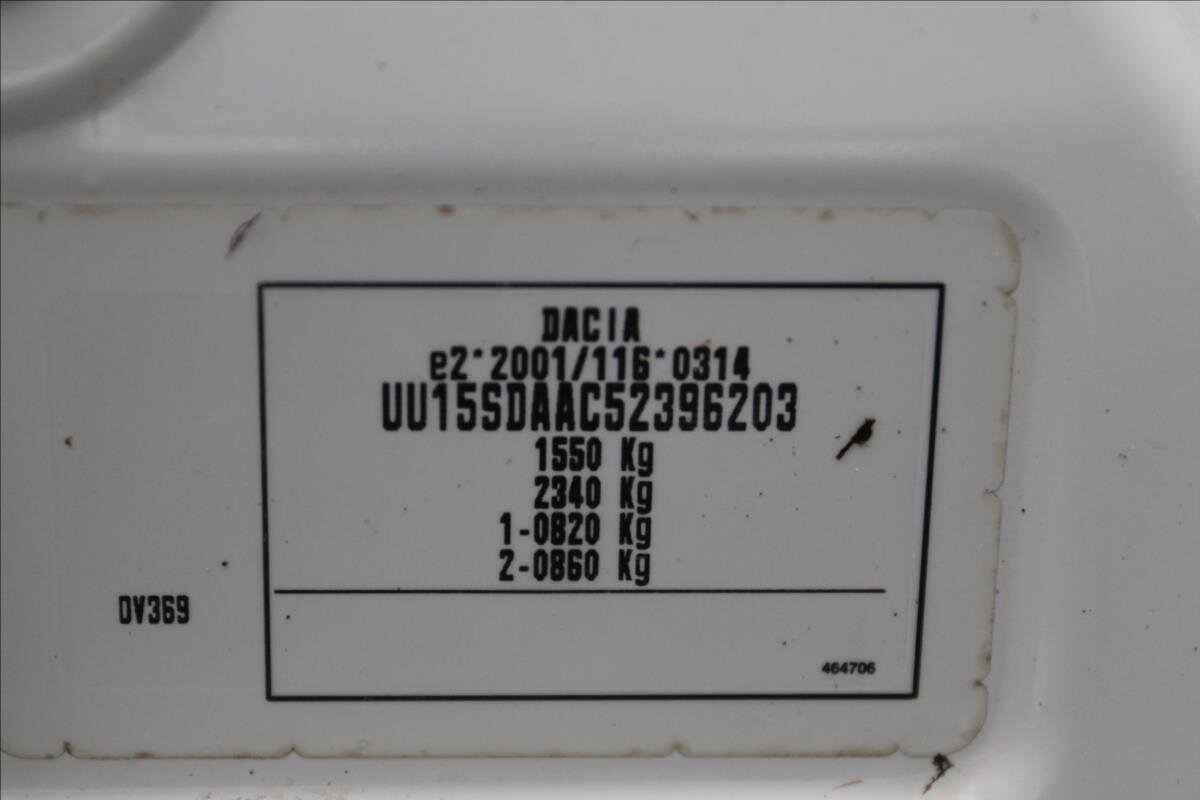 DACIA
e2*2001/116*0314
UU15SDAAC52396203
1550 Kg
2340 Kg
1-0820 Kg
2-0860 Kg
DV369
464706